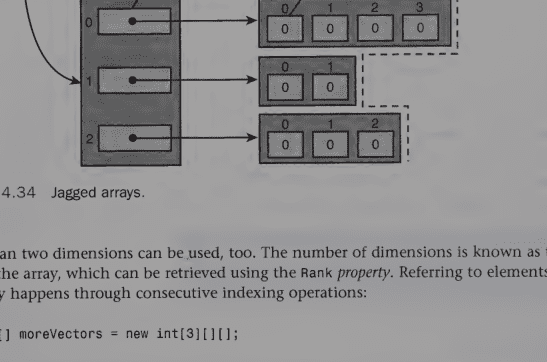 0 1 2 3
0 0 0 0 0
0 1
1 0 0
0 1 2
2 0 0 0
4.34 Jagged arrays.
an two dimensions can be used, too. The number of dimensions is known as
the array, which can be retrieved using the Rank property. Referring to elements
y happens through consecutive indexing operations:
[] moreVectors = new int[3][][];